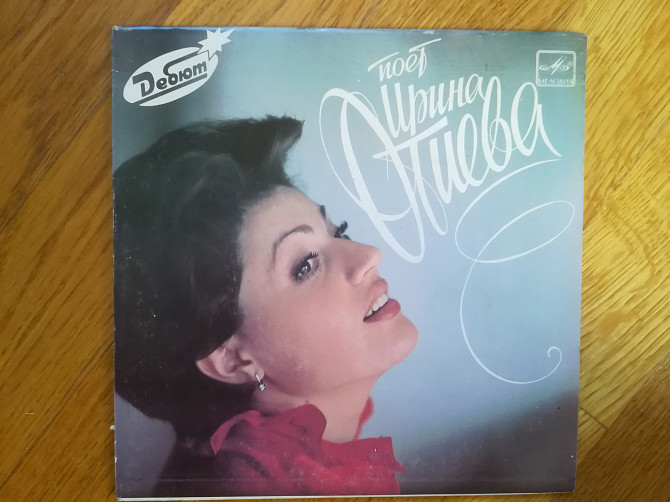 Дебют
поет
Ирина
Отиева
МЕЛОДИЯ